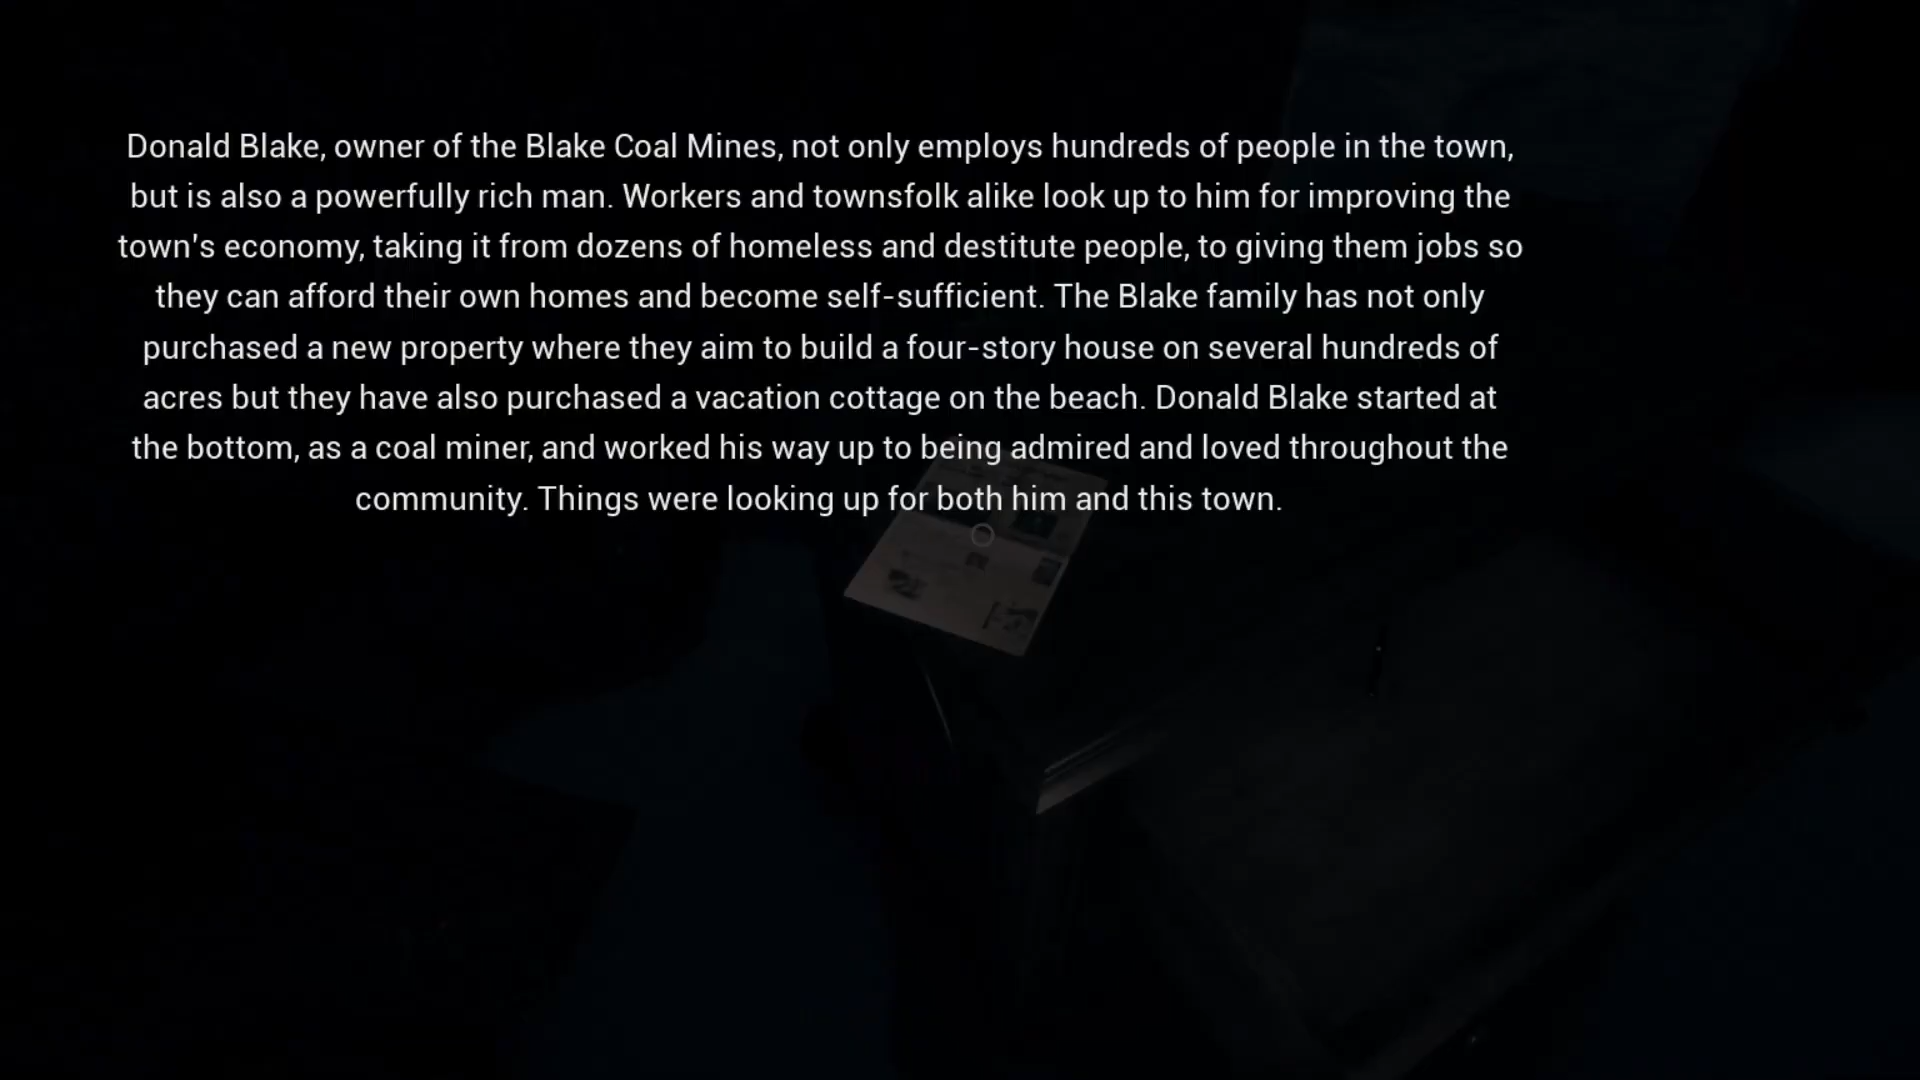 Donald Blake, owner of the Blake Coal Mines, not only employs hundreds of people in the town,
but is also a powerfully rich man. Workers and townsfolk alike look up to him for improving the
town's economy, taking it from dozens of homeless and destitute people, to giving them jobs so
they can afford their own homes and become self-sufficient. The Blake family has not only
purchased a new property where they aim to build a four-story house on several hundreds of
acres but they have also purchased a vacation cottage on the beach. Donald Blake started at
the bottom, as a coal miner, and worked his way up to being admired and loved throughout the
community. Things were looking up for both him and this town.